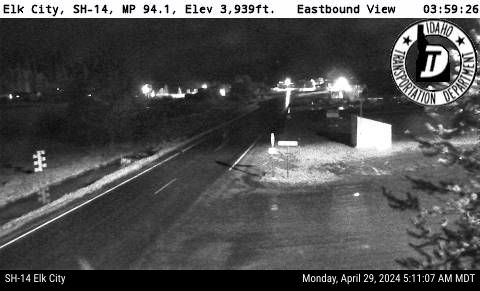 Elk City, SH-14, MP 94.1, Elev 3,939ft. Eastbound View 03:59:26
IDAHO
TRANSPORTATION DEPARTMENT
SH-14 Elk City Monday, April 29, 2024 5:11:07 AM MDT